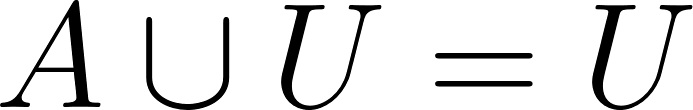 A ∪ U = U